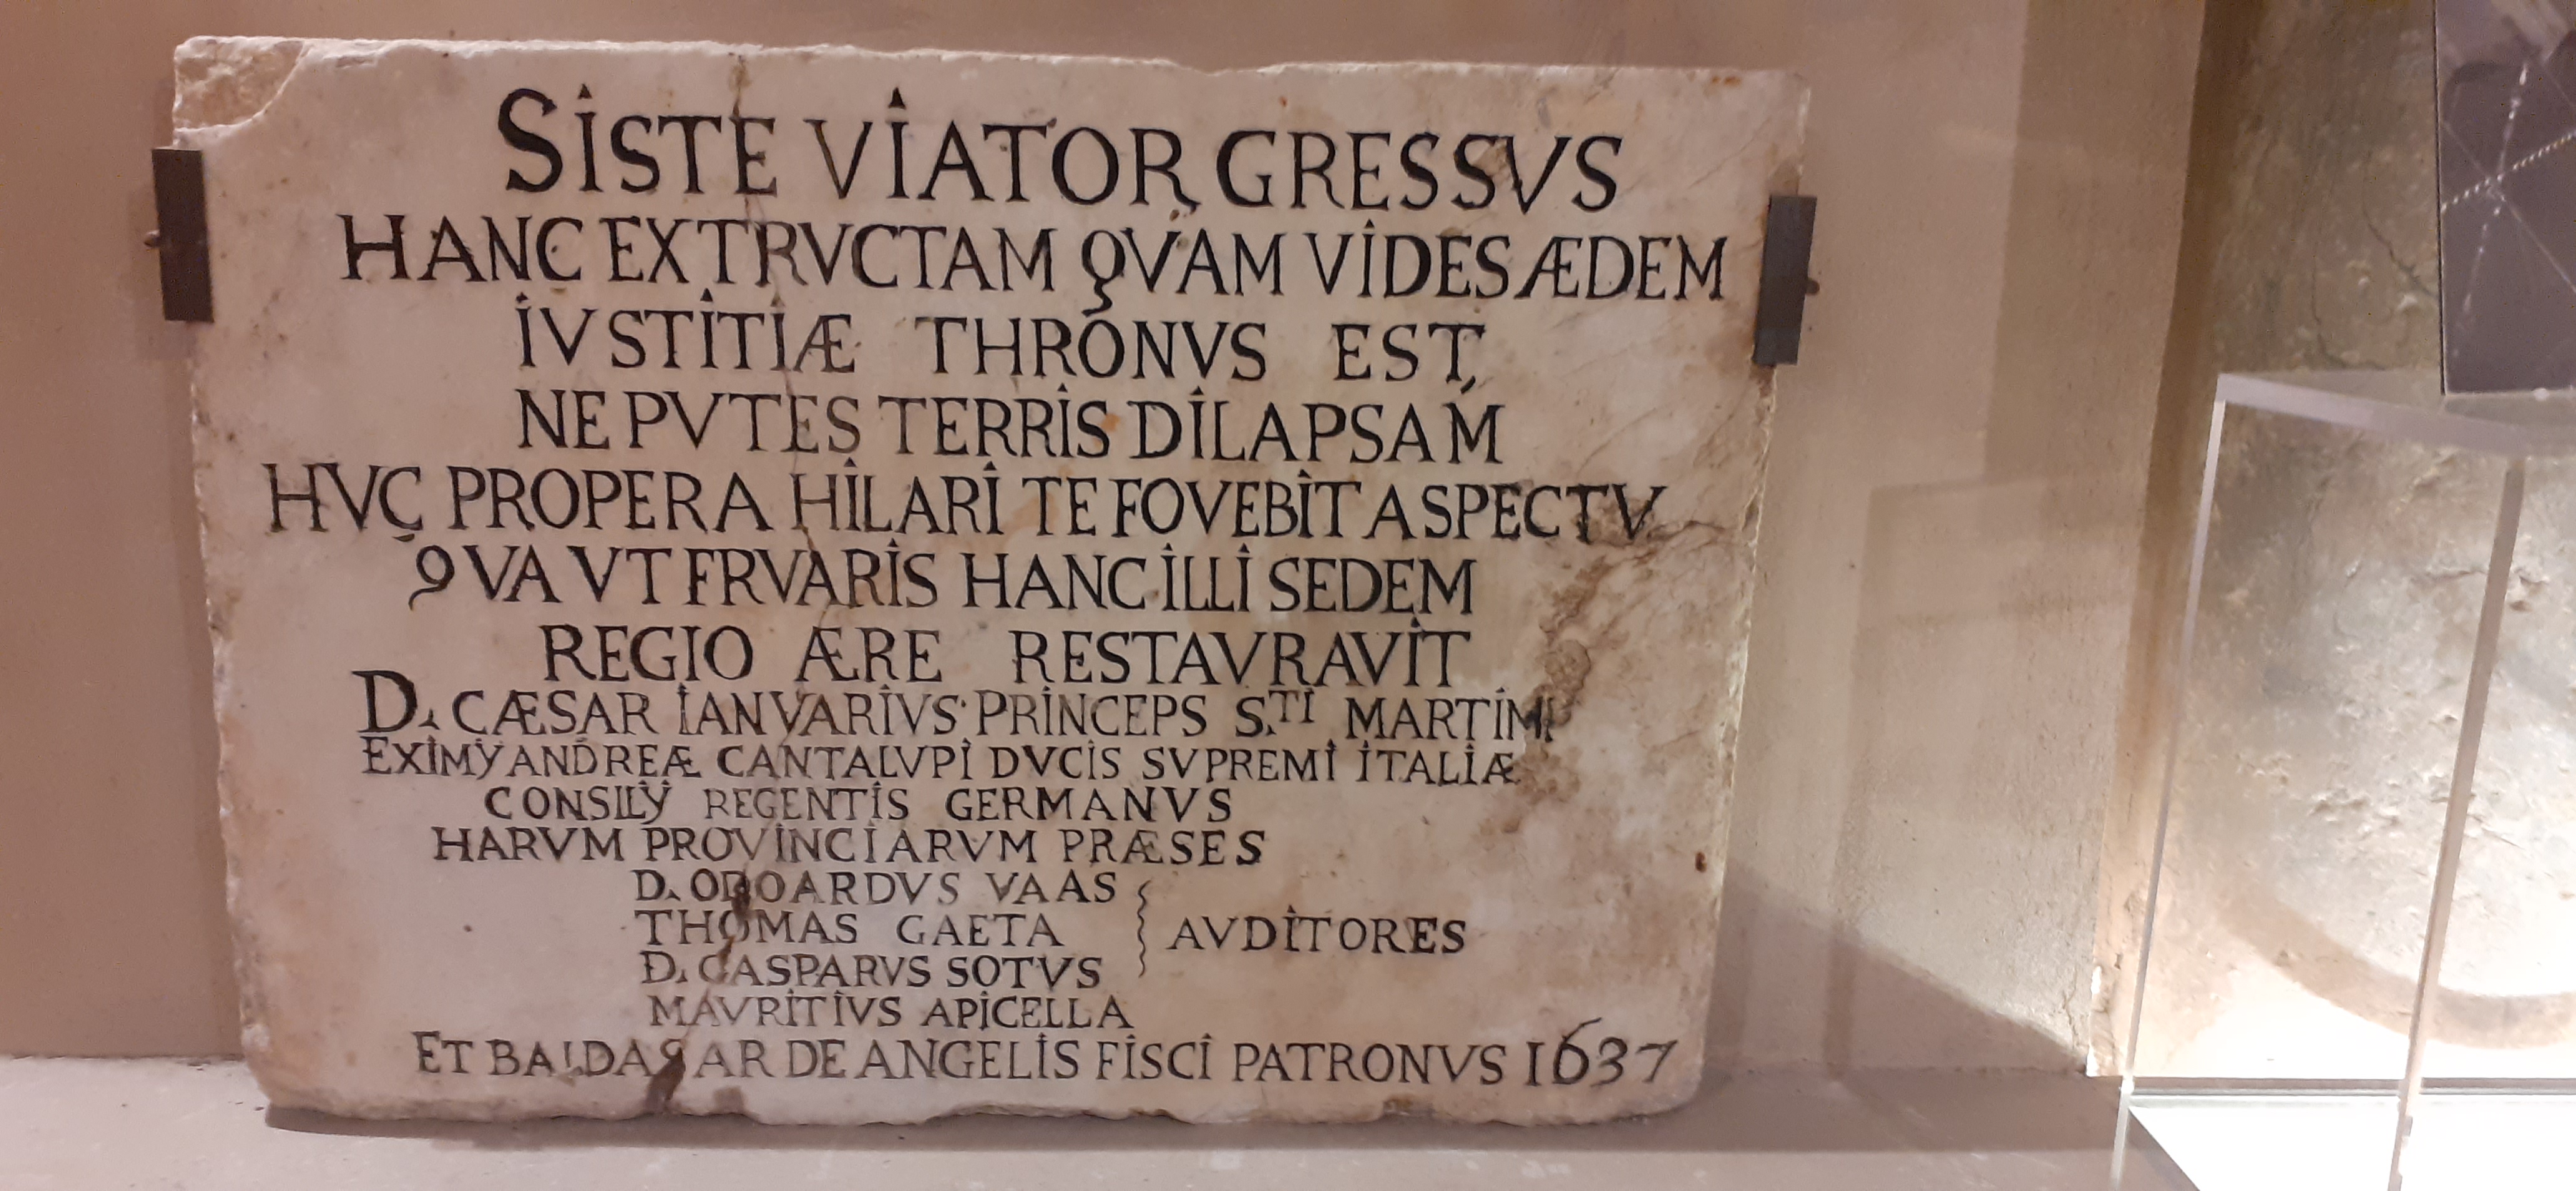 SISTE VIATOR GRESSVS
HANC EXTRVCTAM QVAM VIDES ÆDEM
IVSTITIÆ THRONVS EST,
NE PVTES TERRIS DILAPSAM
HVC PROPERA HILARI TE FOVEBIT ASPECTV
QVA VT FRVARIS HANC ILLI SEDEM
REGIO ÆRE RESTAVRAVIT
D. CÆSAR IANVARIVS PRINCEPS S.TI MARTINI
EXIMY ANDREÆ CANTALVPI DVCIS SVPREMI ITALIÆ
CONSILY REGENTIS GERMANVS
HARVM PROVINCIARVM PRÆSES
D. ODOARDVS VAAS
THOMAS GAETA
AVDITORES
D. GASPARVS SOTVS
MAVRITIVS APICELLA
ET BALDASAR DE ANGELIS FISCI PATRONVS 1637